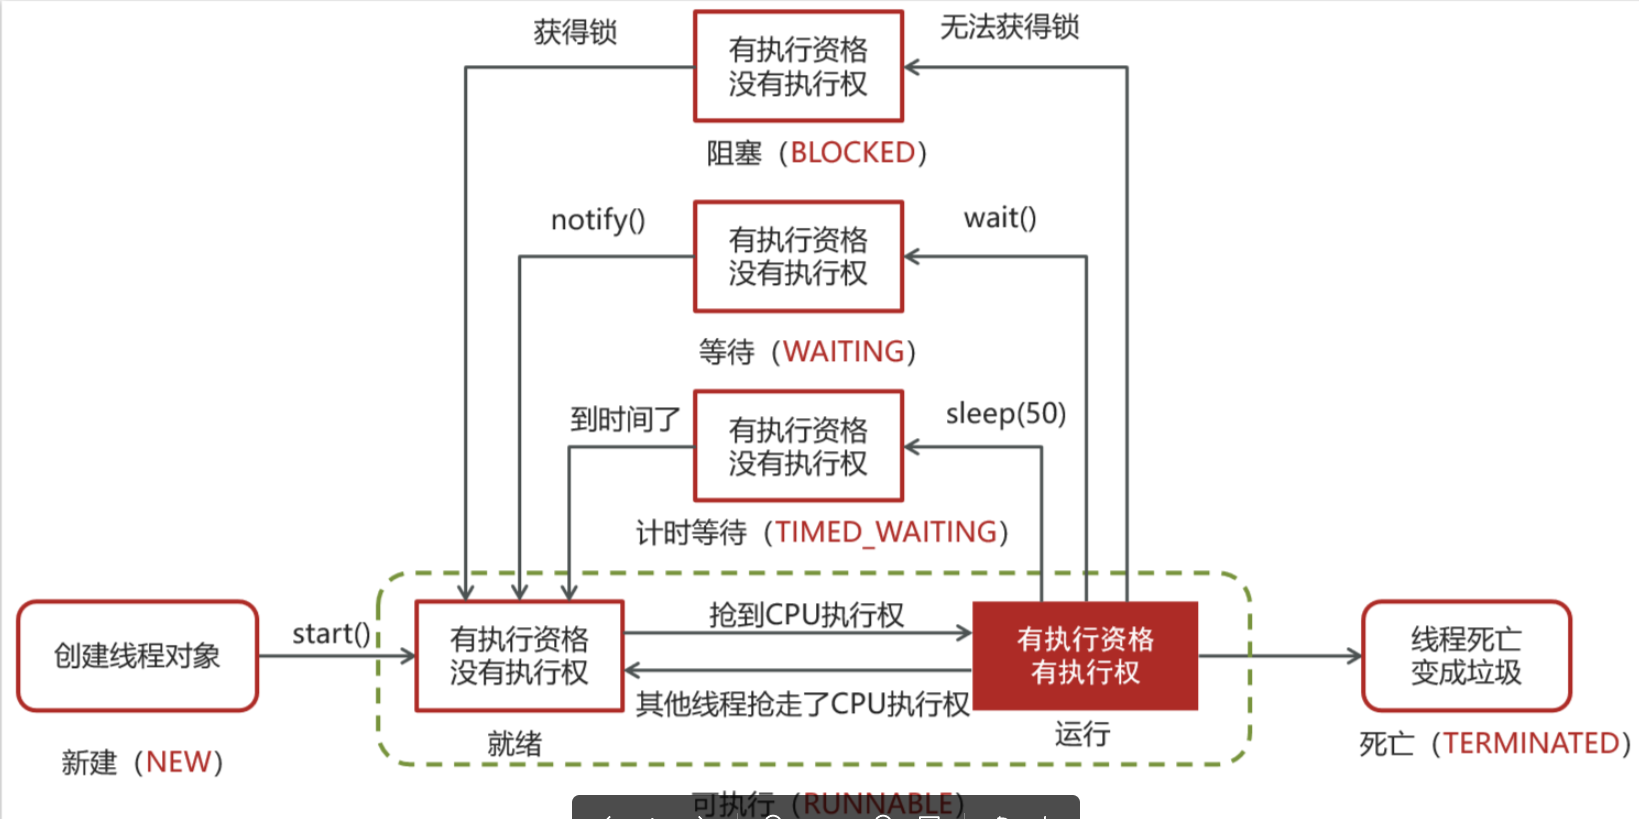 获得锁
有执行资格
没有执行权
无法获得锁
阻塞（BLOCKED）
notify()
有执行资格
没有执行权
wait()
等待（WAITING）
到时间了
有执行资格
没有执行权
sleep(50)
计时等待（TIMED_WAITING）
创建线程对象
start()
有执行资格
没有执行权
抢到CPU执行权
其他线程抢走了CPU执行权
有执行资格
有执行权
线程死亡
变成垃圾
新建（NEW）
就绪
运行
死亡（TERMINATED）
可执行（RUNNABLE）